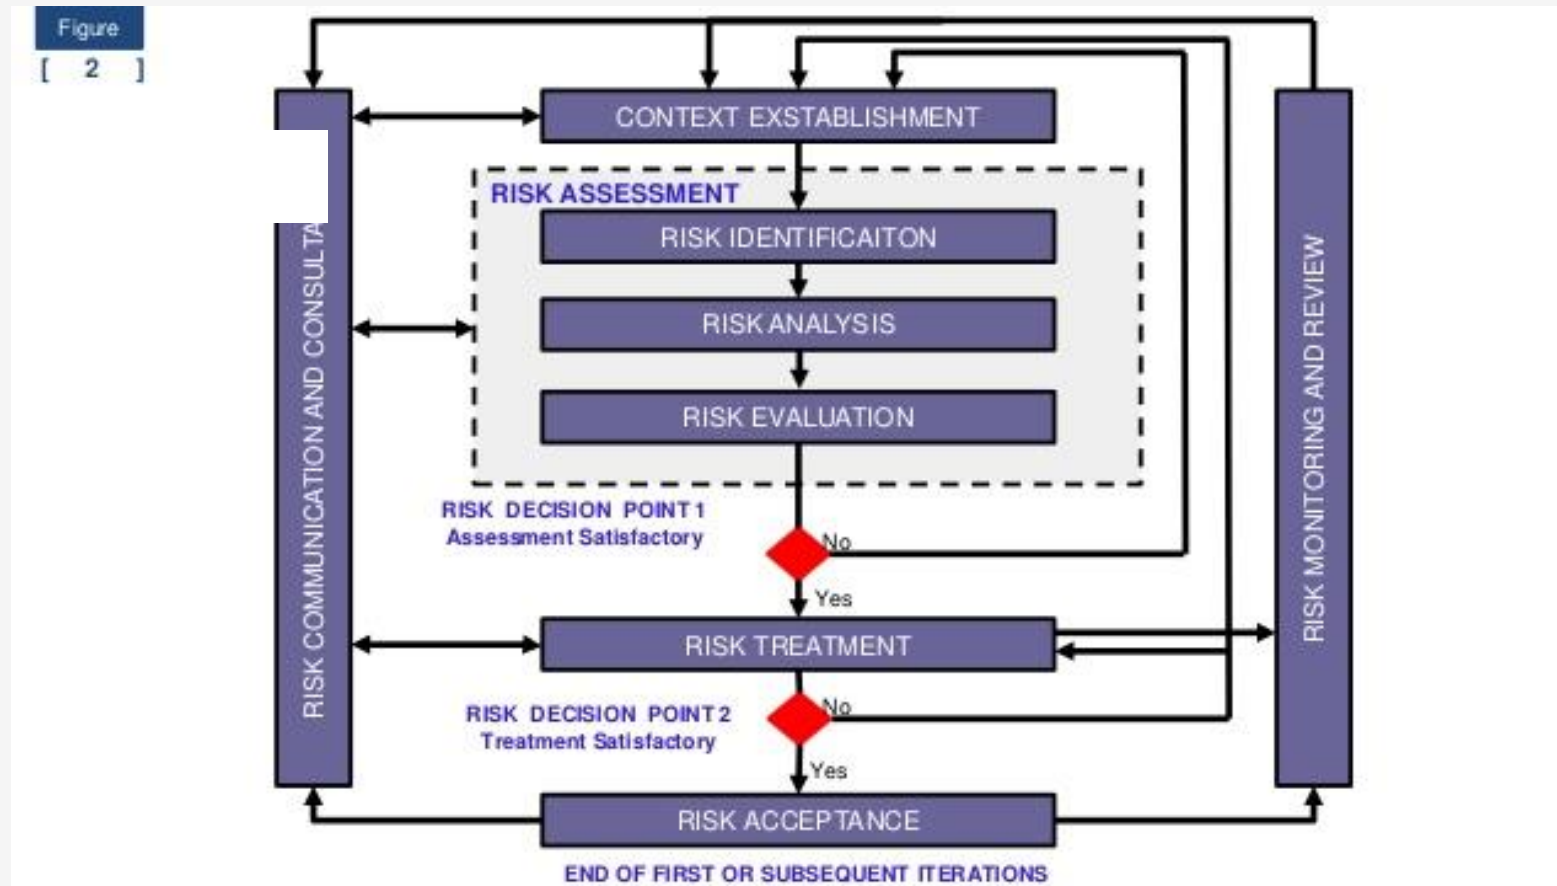 Figure
[ 2 ]
CONTEXT EXSTABLISHMENT
RISK ASSESSMENT
RISK IDENTIFICAITON
RISK ANALYSIS
RISK EVALUATION
RISK DECISION POINT 1
Assessment Satisfactory
No
Yes
RISK TREATMENT
RISK DECISION POINT 2
Treatment Satisfactory
No
Yes
RISK ACCEPTANCE
END OF FIRST OR SUBSEQUENT ITERATIONS
RISK COMMUNICATION AND
RISK MONITORING AND REVIEW